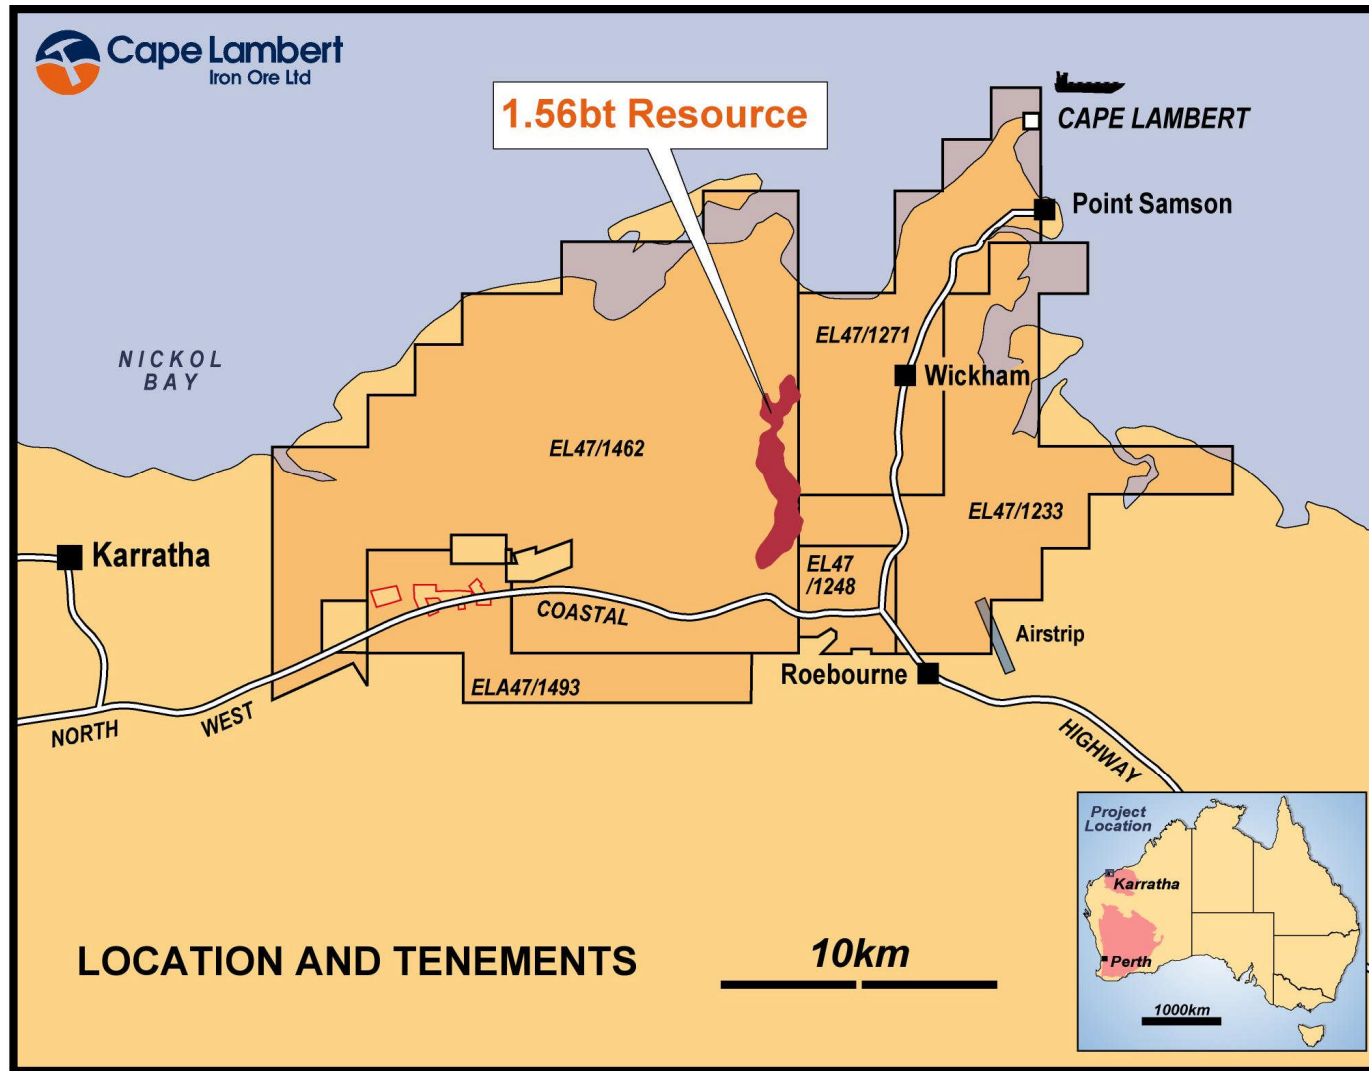 Cape Lambert
Iron Ore Ltd
1.56bt Resource
CAPE LAMBERT
Point Samson
NICKOL
BAY
EL47/1271
Wickham
EL47/1462
EL47/1233
Karratha
EL47
/1248
COASTAL
Airstrip
Roebourne
ELA47/1493
WEST
NORTH
HIGHWAY
Project
Location
Karratha
Perth
1000km
LOCATION AND TENEMENTS
10km